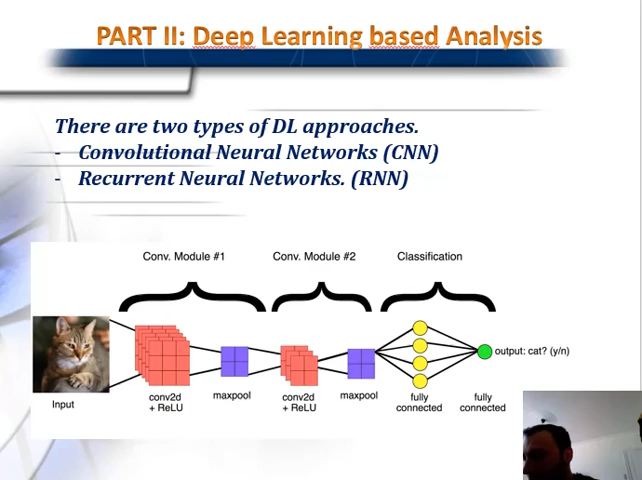 PART II: Deep Learning based Analysis
There are two types of DL approaches.
- Convolutional Neural Networks (CNN)
- Recurrent Neural Networks. (RNN)
Conv. Module #1
Conv. Module #2
Classification
output: cat? (y/n)
Input
conv2d
+ ReLU
maxpool
conv2d
+ ReLU
maxpool
fully
connected
fully
connected